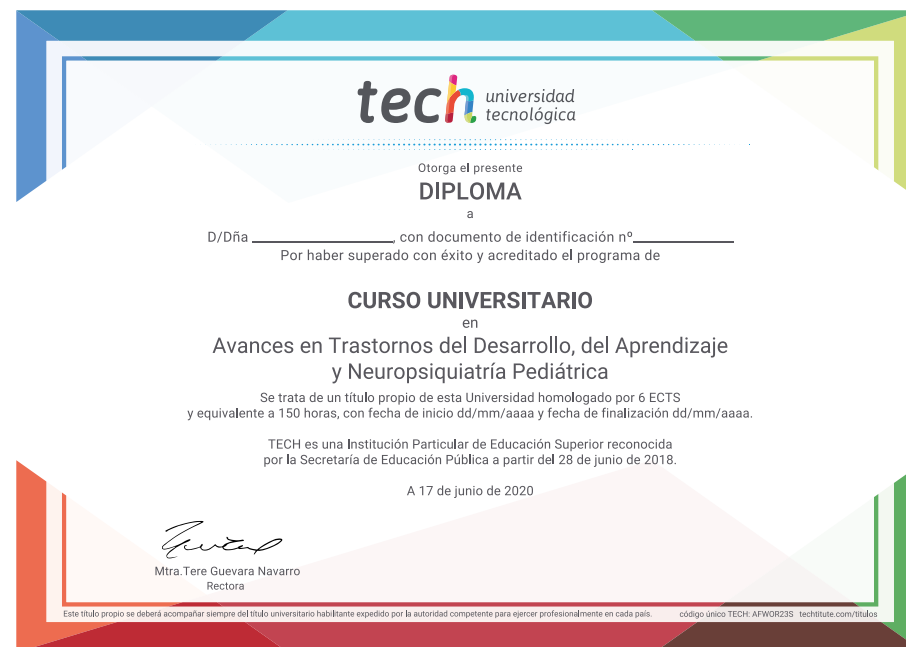 tech universidad
tecnológica
Otorga el presente
DIPLOMA
a
D/Dña ____________________, con documento de identificación nº______________
Por haber superado con éxito y acreditado el programa de
CURSO UNIVERSITARIO
en
Avances en Trastornos del Desarrollo, del Aprendizaje
y Neuropsiquiatría Pediátrica
Se trata de un título propio de esta Universidad homologado por 6 ECTS
y equivalente a 150 horas, con fecha de inicio dd/mm/aaaa y fecha de finalización dd/mm/aaaa.
TECH es una Institución Particular de Educación Superior reconocida
por la Secretaría de Educación Pública a partir del 28 de junio de 2018.
A 17 de junio de 2020
Mtra.Tere Guevara Navarro
Rectora
Este título propio se deberá acompañar siempre del título universitario habilitante expedido por la autoridad competente para ejercer profesionalmente en cada país. código único TECH: AFWOR23S techtitute.com/titulos